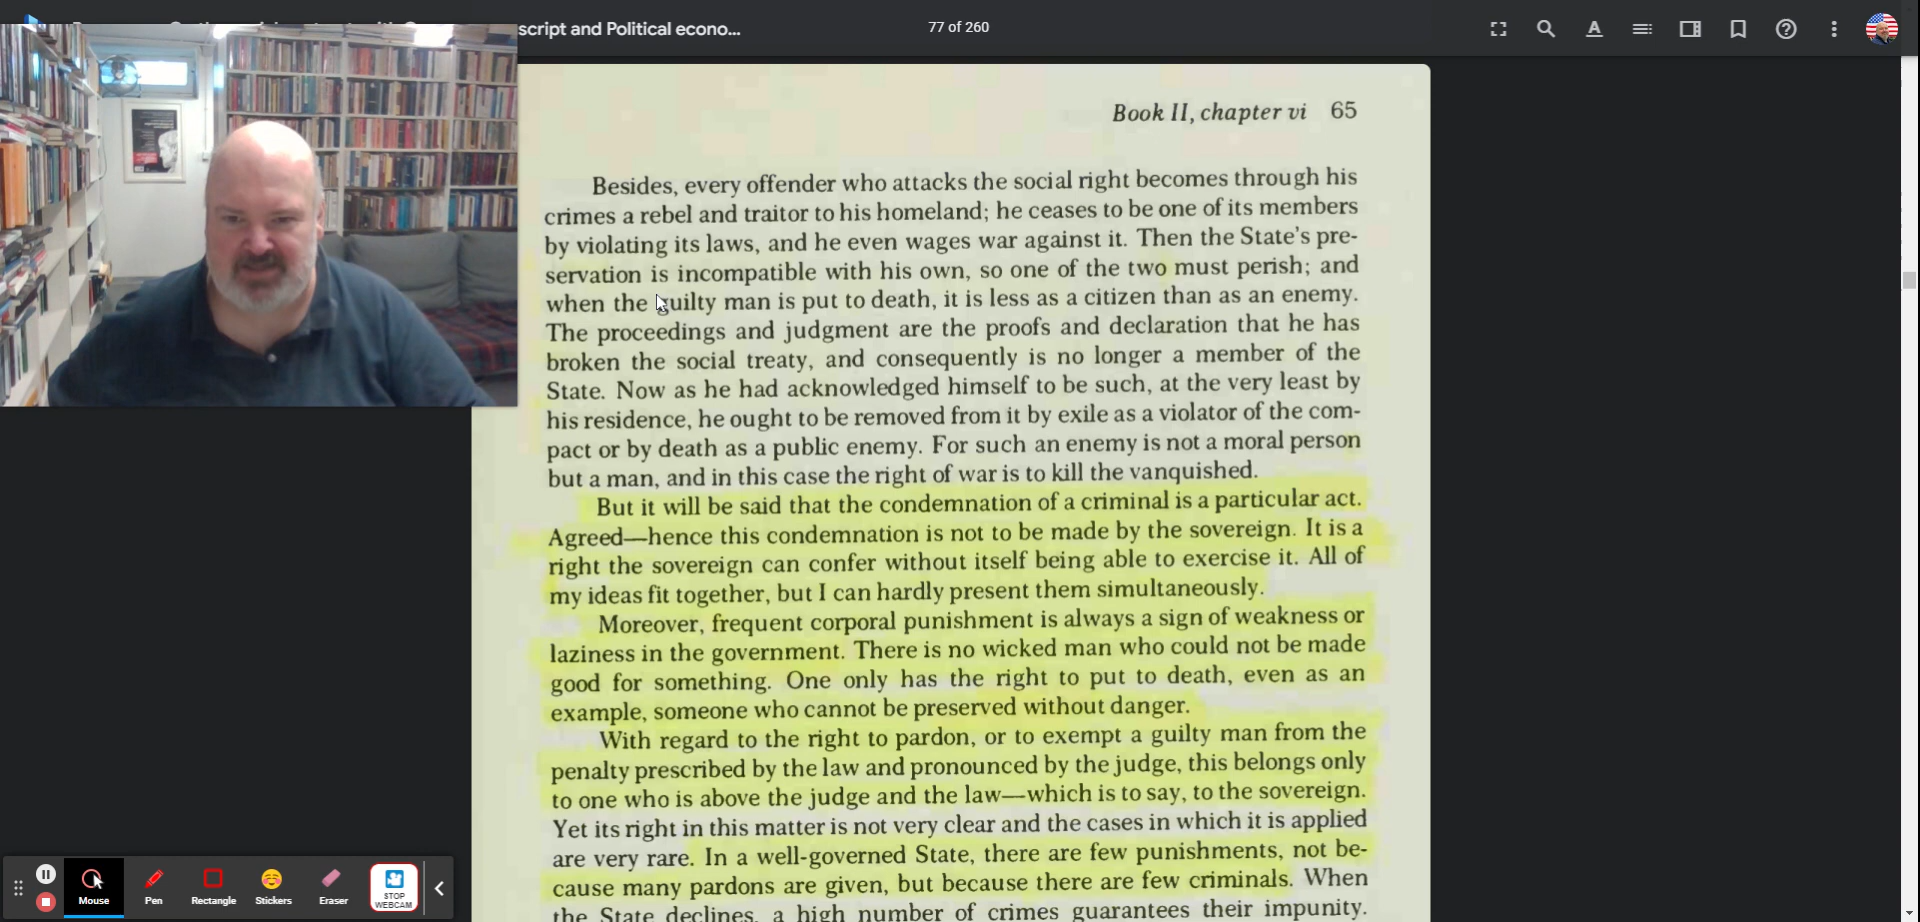 script and Political econo...
77 of 260
Book II, chapter vi 65
Besides, every offender who attacks the social right becomes through his
crimes a rebel and traitor to his homeland; he ceases to be one of its members
by violating its laws, and he even wages war against it. Then the State's pre-
servation is incompatible with his own, so one of the two must perish; and
when the guilty man is put to death, it is less as a citizen than as an enemy.
The proceedings and judgment are the proofs and declaration that he has
broken the social treaty, and consequently is no longer a member of the
State. Now as he had acknowledged himself to be such, at the very least by
his residence, he ought to be removed from it by exile as a violator of the com-
pact or by death as a public enemy. For such an enemy is not a moral person
but a man, and in this case the right of war is to kill the vanquished.
But it will be said that the condemnation of a criminal is a particular act.
Agreed—hence this condemnation is not to be made by the sovereign. It is a
right the sovereign can confer without itself being able to exercise it. All of
my ideas fit together, but I can hardly present them simultaneously.
Moreover, frequent corporal punishment is always a sign of weakness or
laziness in the government. There is no wicked man who could not be made
good for something. One only has the right to put to death, even as an
example, someone who cannot be preserved without danger.
With regard to the right to pardon, or to exempt a guilty man from the
penalty prescribed by the law and pronounced by the judge, this belongs only
to one who is above the judge and the law—which is to say, to the sovereign.
Yet its right in this matter is not very clear and the cases in which it is applied
are very rare. In a well-governed State, there are few punishments, not be-
cause many pardons are given, but because there are few criminals. When
the State declines, a high number of crimes guarantees their impunity.
Mouse
Pen
Rectangle
Stickers
Eraser
STOP
WEBCAM